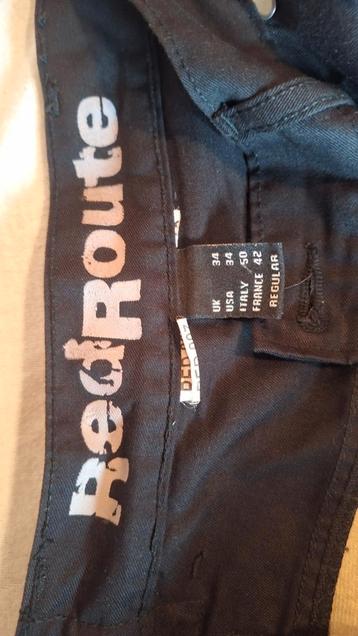 RedRoute
UK 34
USA 34
ITALY 50
FRANCE 42
REGULAR